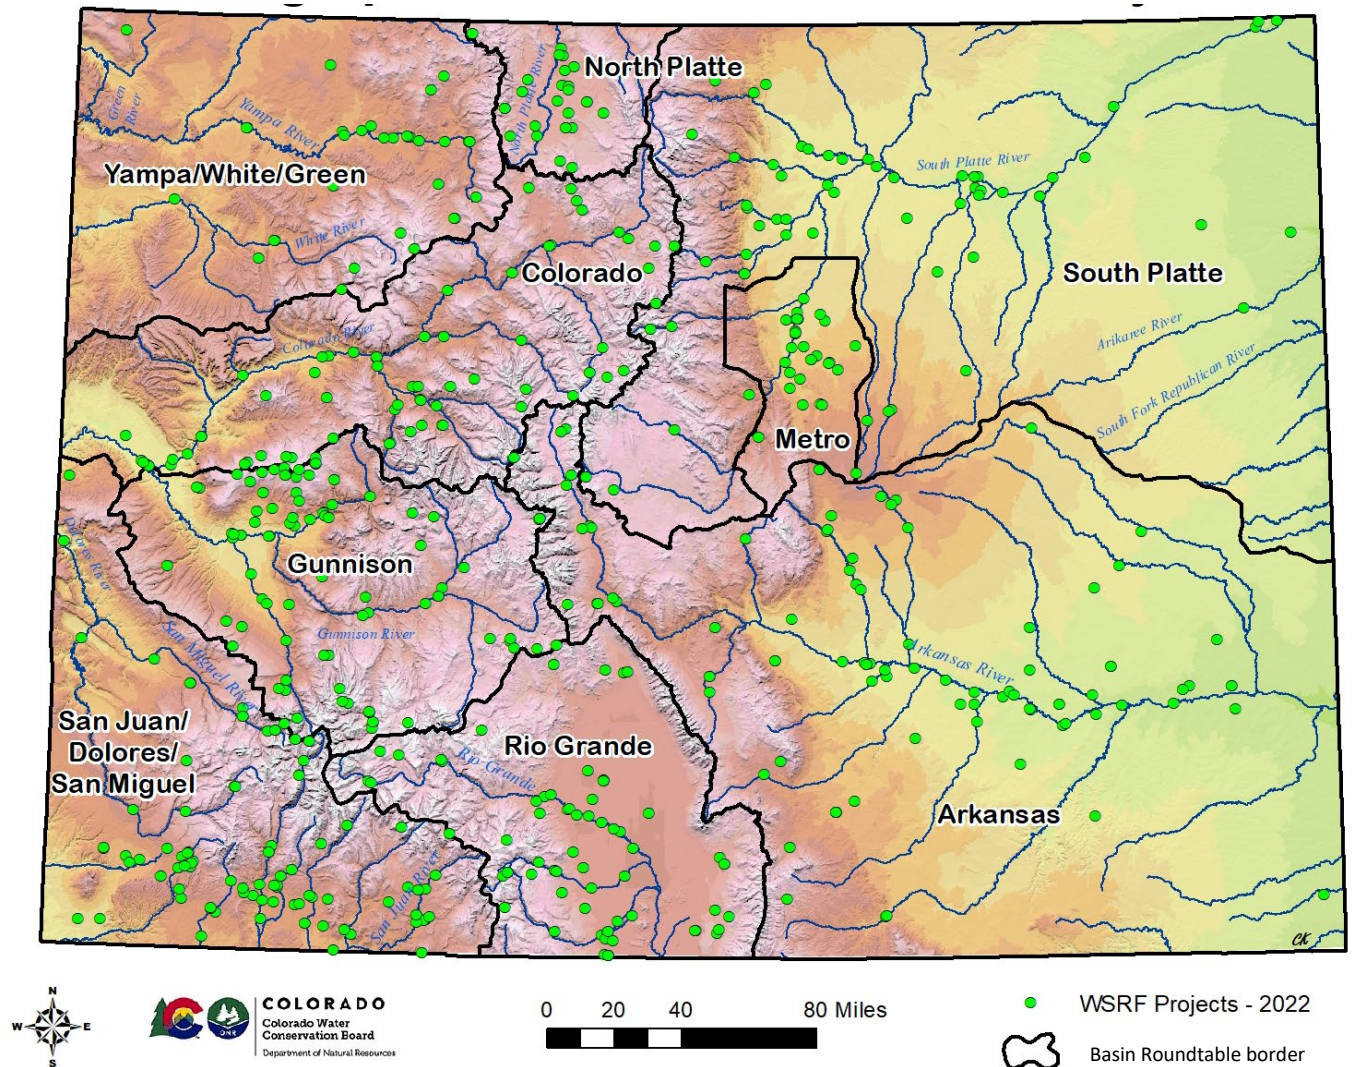 North Platte
North Platte River
Green
River
Yampa River
South Platte River
Yampa/White/Green
White River
Colorado
South Platte
Colorado River
Arikaree River
South Fork Republican River
Metro
Dolores River
Gunnison
Gunnison River
San Miguel River
Arkansas River
San Juan/
Dolores/
San Miguel
Rio Grande
Rio Grande
Arkansas
San Juan River
CK
N
W
E
S
COLORADO
Colorado Water
Conservation Board
Department of Natural Resources
DNR
0 20 40 80 Miles
WSRF Projects - 2022
Basin Roundtable border